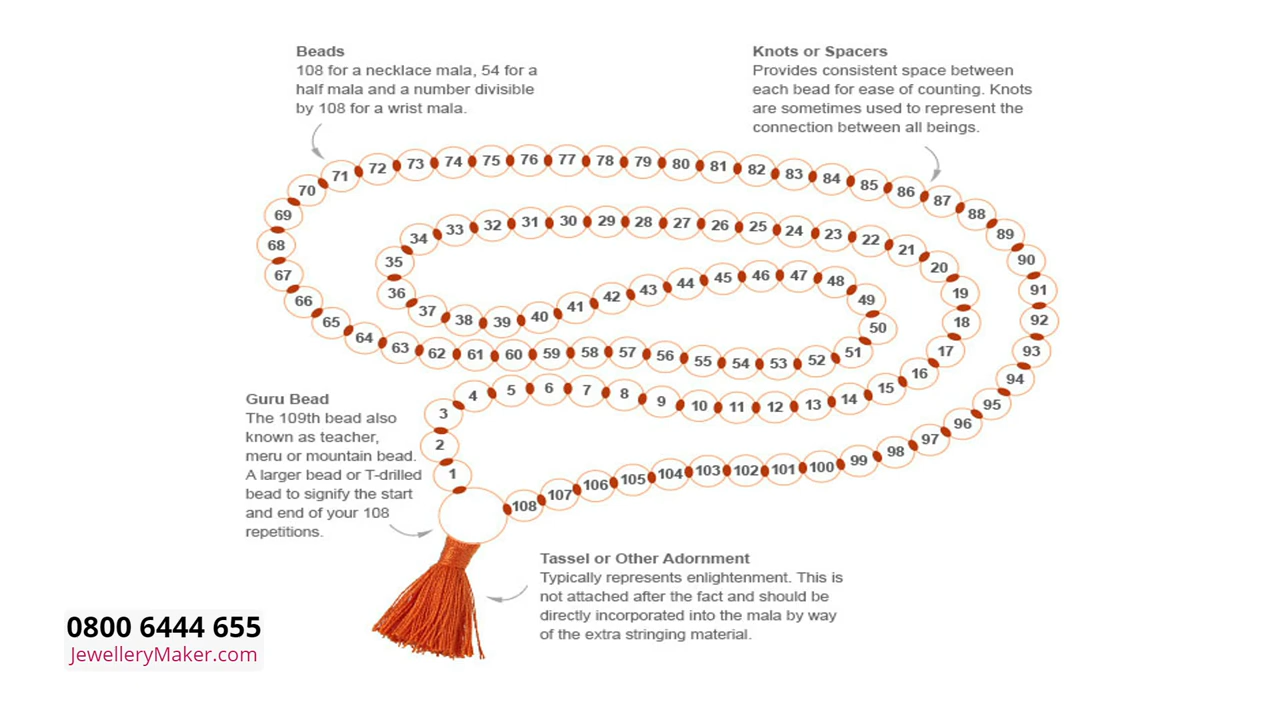 Beads
108 for a necklace mala, 54 for a
half mala and a number divisible
by 108 for a wrist mala.
Knots or Spacers
Provides consistent space between
each bead for ease of counting. Knots
are sometimes used to represent the
connection between all beings.
71 72 73 74 75 76 77 78 79 80 81 82 83 84 85 86 87 88 89 90 91 92 93 94 95 96 97 98 99 100 101 102 103 104 105 106 107 108
70 69 68 67 66 65 64 63 62 61 60 59 58 57 56 55 54 53 52 51 50 49 48 47 46 45 44 43 42 41 40 39 38 37 36 35 34 33 32 31 30 29 28 27 26 25 24 23 22 21 20 19 18 17 16 15 14 13 12 11 10 9 8 7 6 5 4 3 2 1
Guru Bead
The 109th bead also
known as teacher,
meru or mountain bead.
A larger bead or T-drilled
bead to signify the start
and end of your 108
repetitions.
Tassel or Other Adornment
Typically represents enlightenment. This is
not attached after the fact and should be
directly incorporated into the mala by way
of the extra stringing material.
0800 6444 655
JewelleryMaker.com